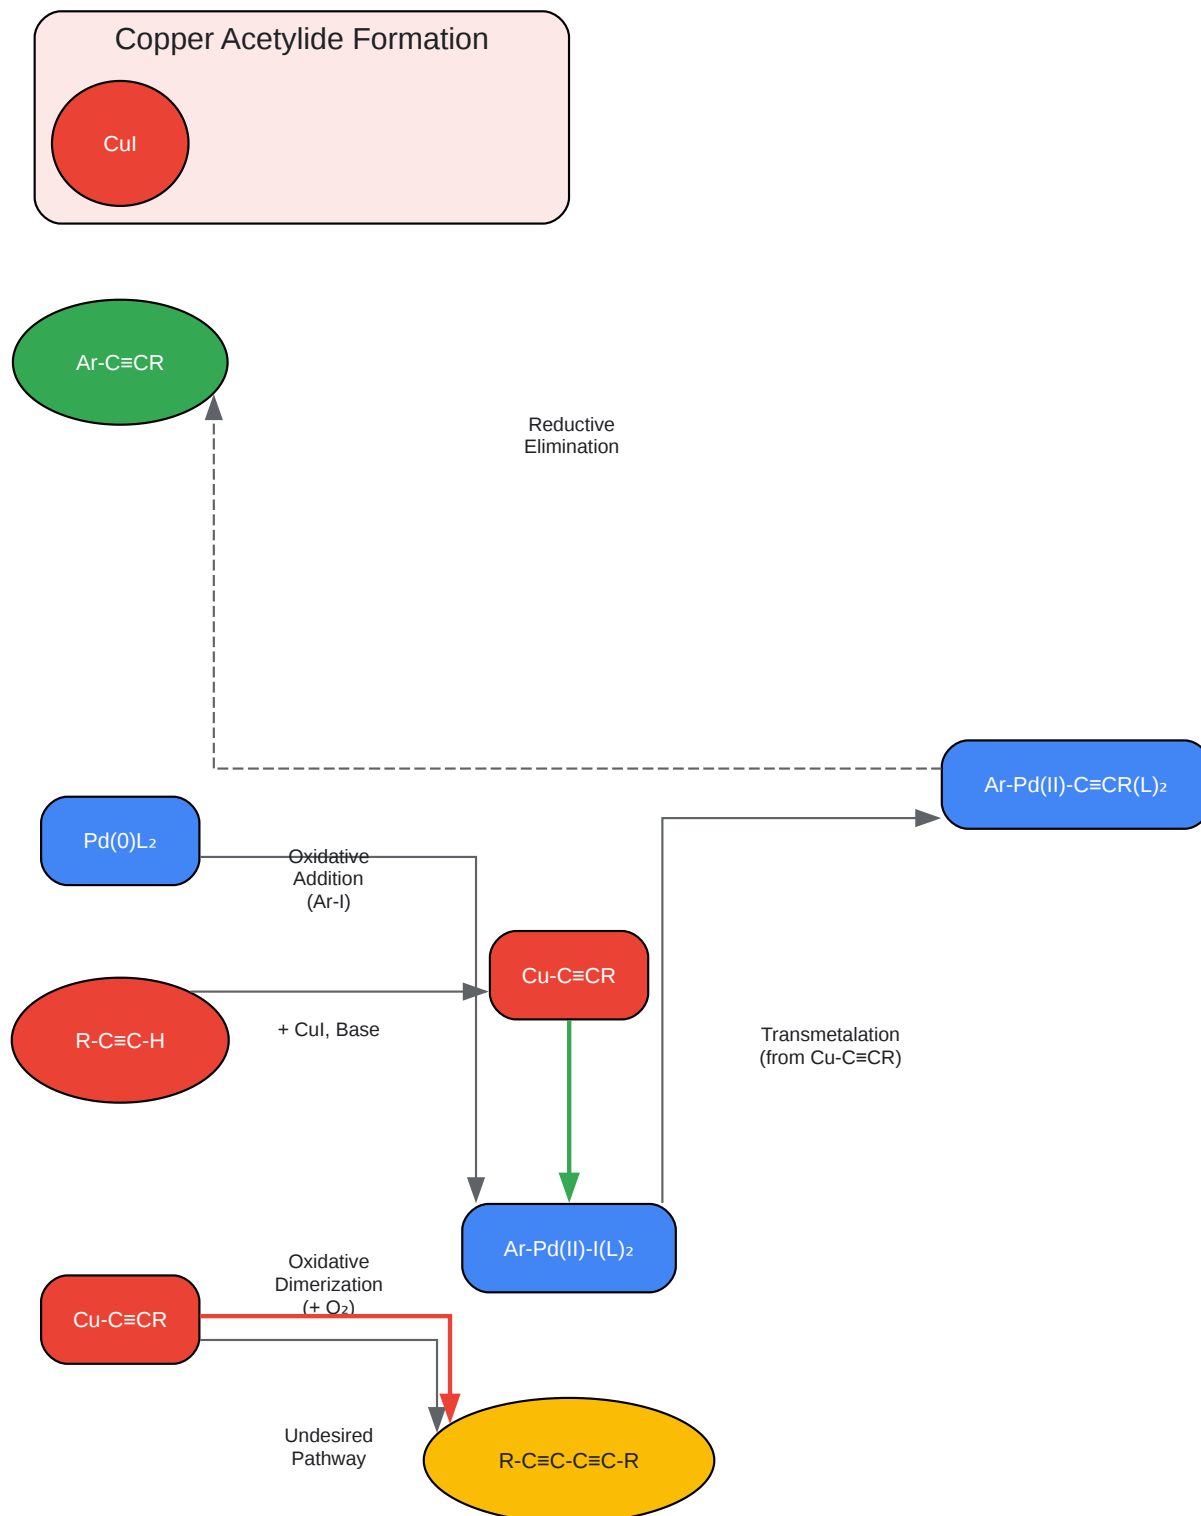 Copper Acetylide Formation
CuI
Ar-C≡CR
Reductive
Elimination
Ar-Pd(II)-C≡CR(L)₂
Pd(0)L₂
Oxidative
Addition
(Ar-I)
Cu-C≡CR
R-C≡C-H
+ CuI, Base
Transmetalation
(from Cu-C≡CR)
Ar-Pd(II)-I(L)₂
Oxidative
Dimerization
(+ O₂)
Cu-C≡CR
Undesired
Pathway
R-C≡C-C≡C-R